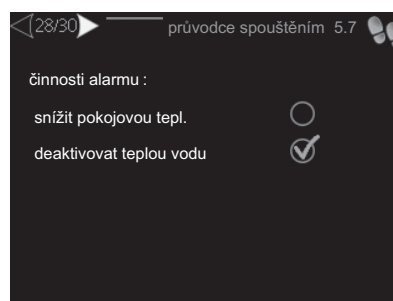 28/30 průvodce spouštěním 5.7
činnosti alarmu :
snížit pokojovou tepl.
deaktivovat teplou vodu